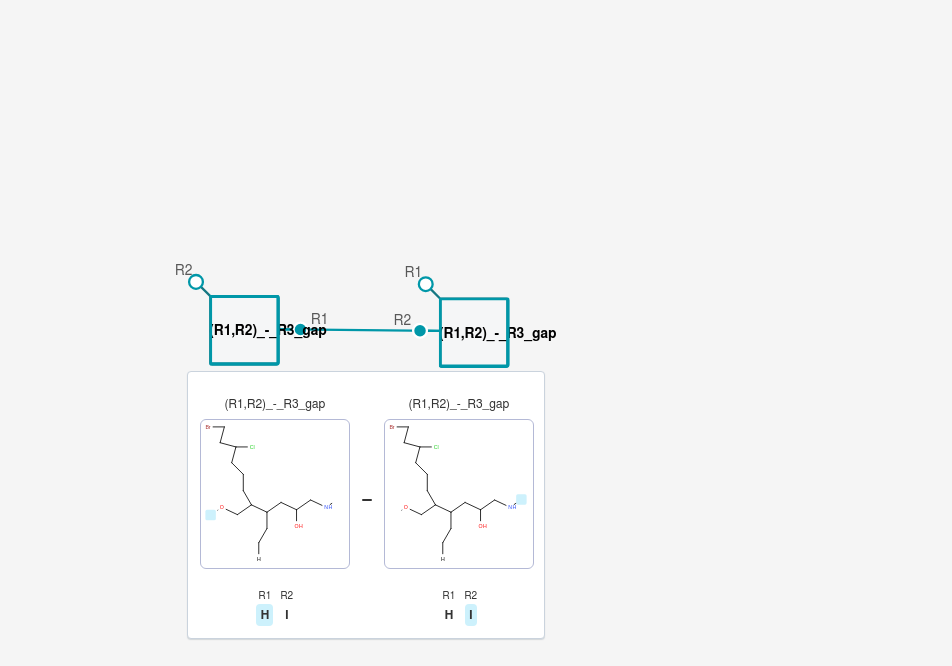 R2
R1
(R1,R2)_-_R3_gap
R1
R2
(R1,R2)_-_R3_gap
(R1,R2)_-_R3_gap
(R1,R2)_-_R3_gap
Br
Cl
O
OH
NH
H
–
Br
Cl
O
OH
NH
H
R1 R2
H I
R1 R2
H I